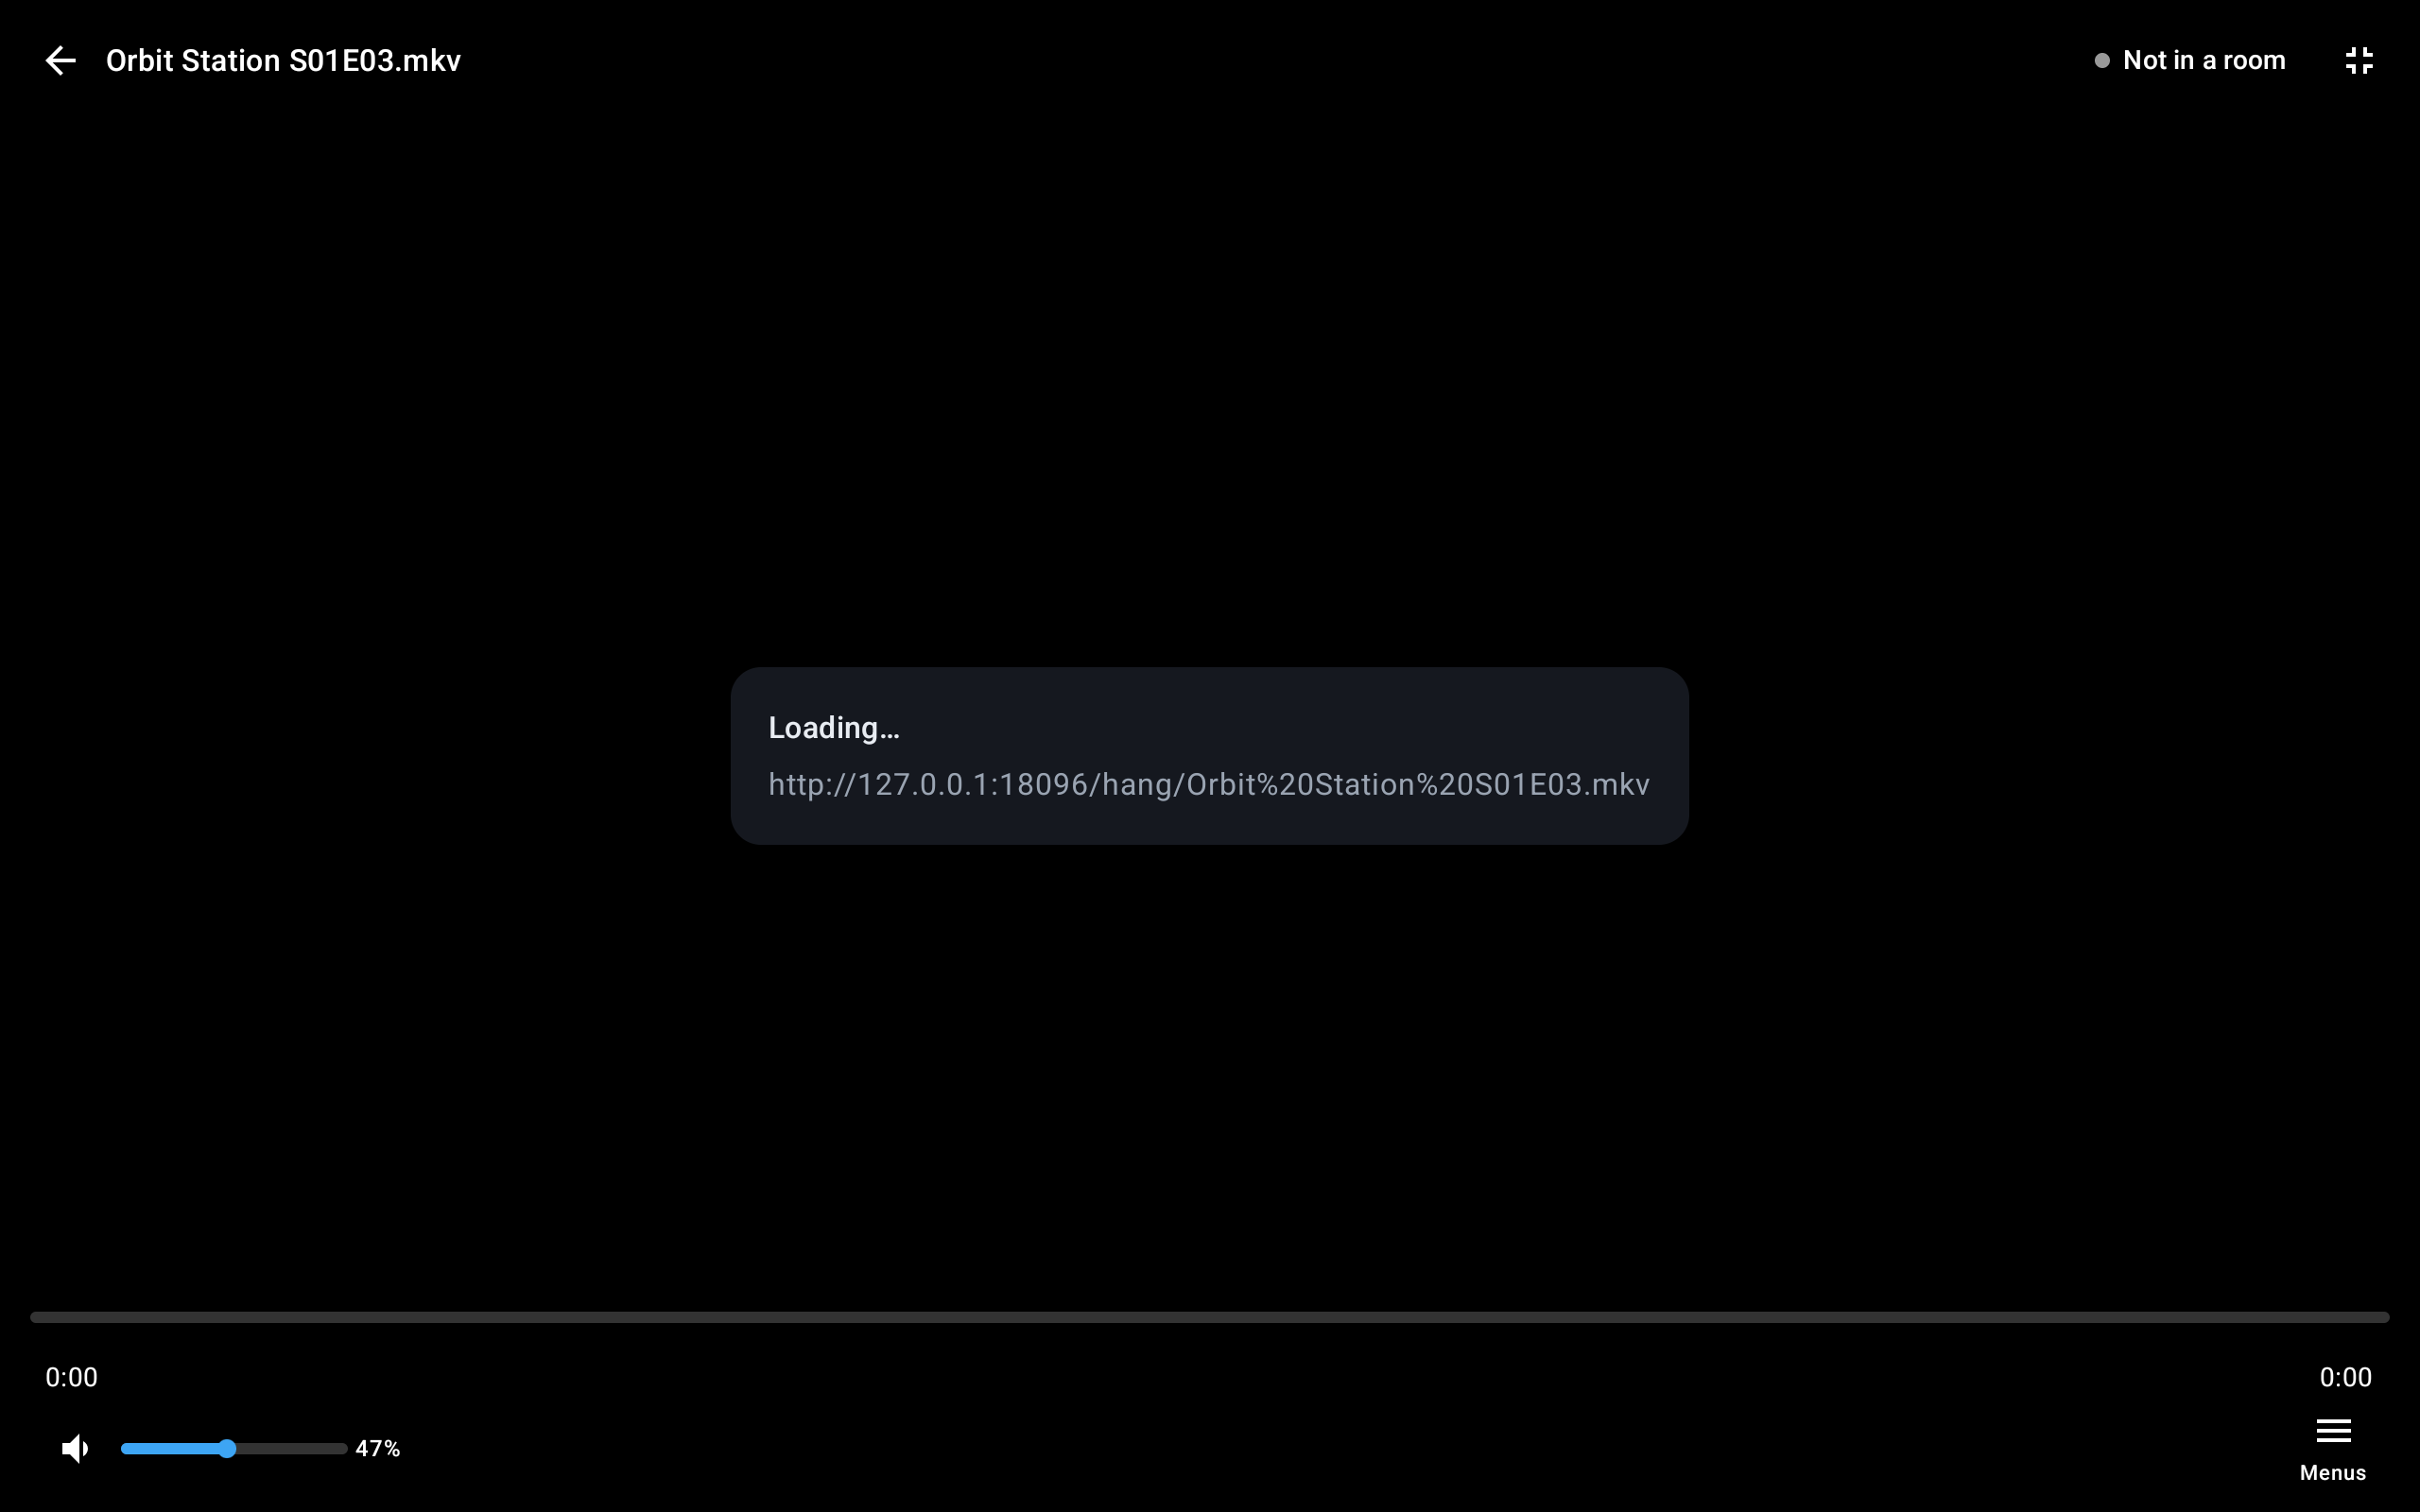 Orbit Station S01E03.mkv
Not in a room
Loading…
http://127.0.0.1:18096/hang/Orbit%20Station%20S01E03.mkv
0:00
0:00
47%
Menus